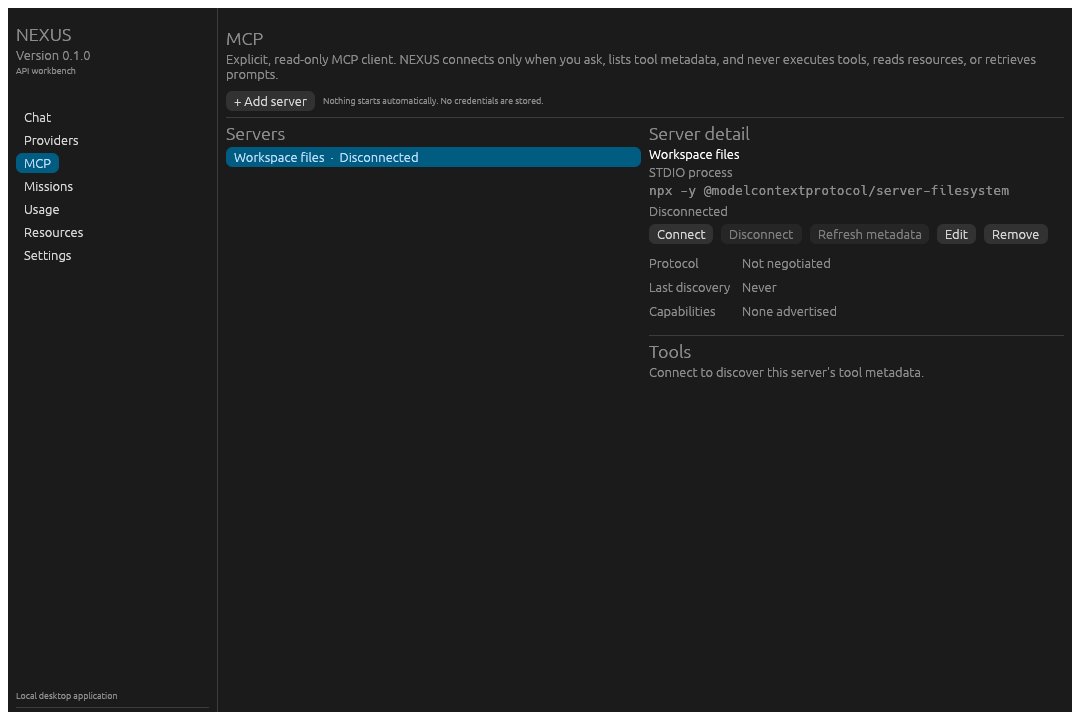 NEXUS
Version 0.1.0
API workbench
Chat
Providers
MCP
Missions
Usage
Resources
Settings
Local desktop application
MCP
Explicit, read-only MCP client. NEXUS connects only when you ask, lists tool metadata, and never executes tools, reads resources, or retrieves
prompts.
+ Add server Nothing starts automatically. No credentials are stored.
Servers
Workspace files · Disconnected
Server detail
Workspace files
STDIO process
npx -y @modelcontextprotocol/server-filesystem
Disconnected
Connect Disconnect Refresh metadata Edit Remove
Protocol Not negotiated
Last discovery Never
Capabilities None advertised
Tools
Connect to discover this server's tool metadata.